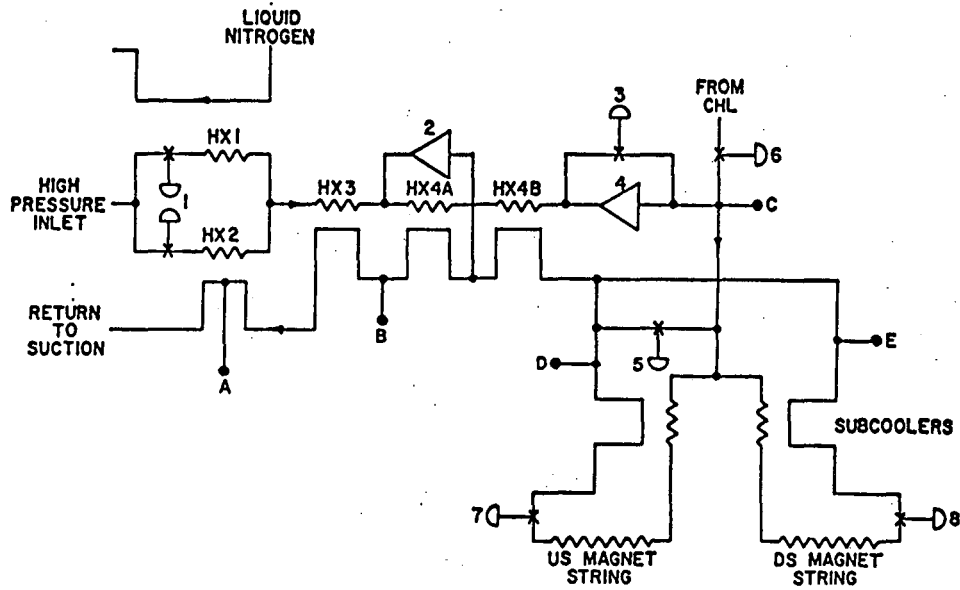 LIQUID
NITROGEN
FROM
CHL
3
6
2
HX1
HX3
HX4A
HX4B
4
C
HIGH
PRESSURE
INLET
1
HX2
RETURN
TO
SUCTION
A
B
D
5
E
SUBCOOLERS
7
8
US MAGNET
STRING
DS MAGNET
STRING